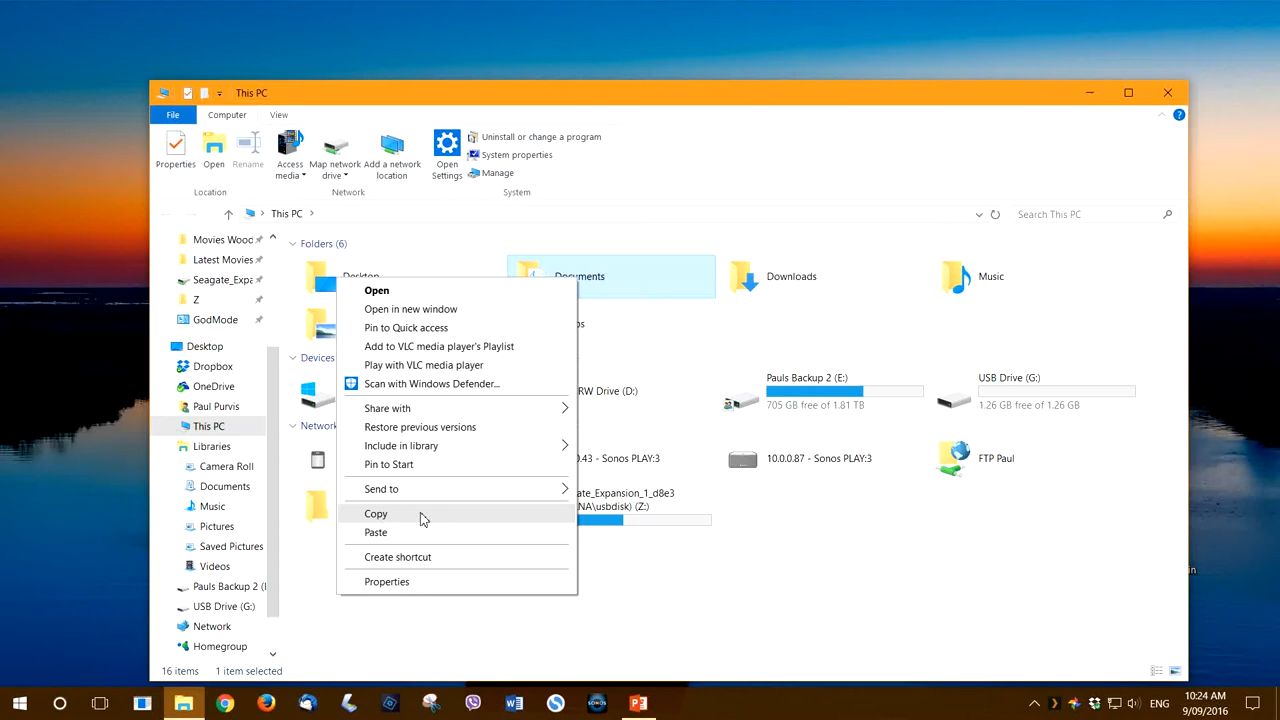 This PC
File Computer View
Properties Open Rename Access media Map network drive Add a network location Open Settings
Uninstall or change a program
System properties
Manage
Location Network System
This PC
Search This PC
Movies Wood
Latest Movies
Seagate_Expa
Z
GodMode
Desktop
Dropbox
OneDrive
Paul Purvis
This PC
Libraries
Camera Roll
Documents
Music
Pictures
Saved Pictures
Videos
Pauls Backup 2 (E
USB Drive (G:)
Network
Homegroup
Folders (6)
Desktop
Documents
Downloads
Music
Devices
RW Drive (D:)
Pauls Backup 2 (E:)
705 GB free of 1.81 TB
USB Drive (G:)
1.26 GB free of 1.26 GB
Network
0.43 - Sonos PLAY:3
10.0.0.87 - Sonos PLAY:3
FTP Paul
ate_Expansion_1_d8e3
NA\usbdisk) (Z:)
Open
Open in new window
Pin to Quick access
Add to VLC media player's Playlist
Play with VLC media player
Scan with Windows Defender...
Share with
Restore previous versions
Include in library
Pin to Start
Send to
Copy
Paste
Create shortcut
Properties
16 items 1 item selected
SONOS
ENG
10:24 AM
9/09/2016